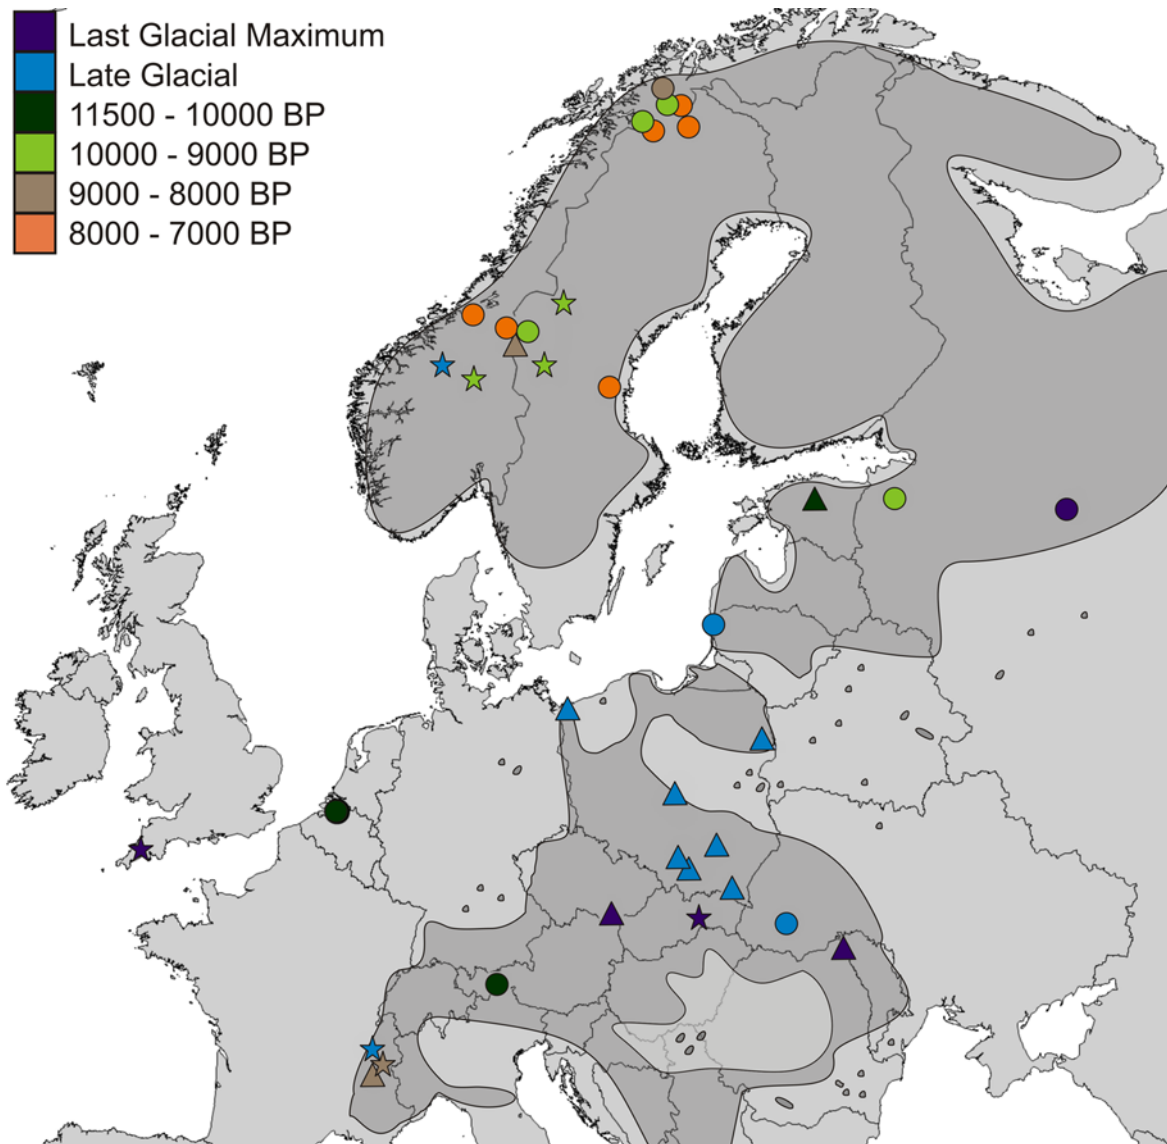 Last Glacial Maximum
Late Glacial
11500 - 10000 BP
10000 - 9000 BP
9000 - 8000 BP
8000 - 7000 BP